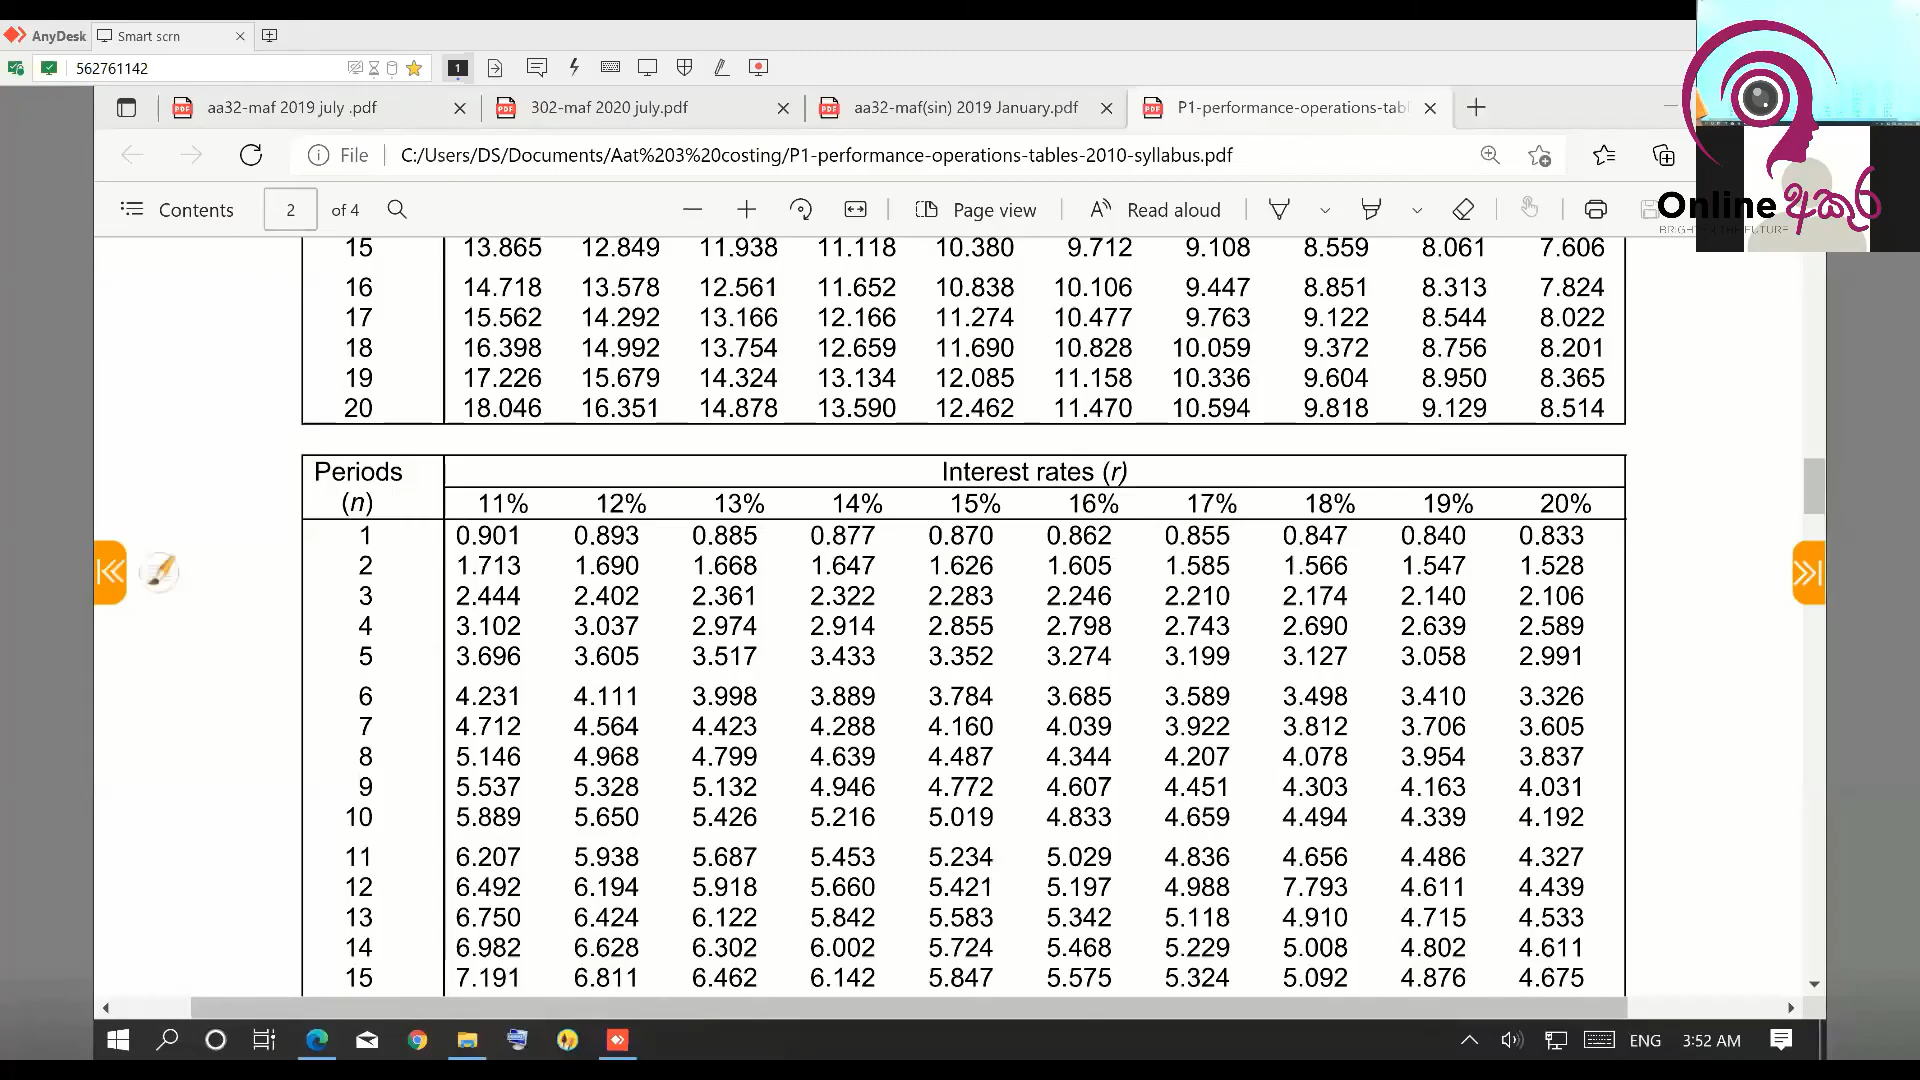 AnyDesk
Smart scrn
562761142
1
aa32-maf 2019 july .pdf
302-maf 2020 july.pdf
aa32-maf(sin) 2019 January.pdf
P1-performance-operations-tabl
File
C:/Users/DS/Documents/Aat%203%20costing/P1-performance-operations-tables-2010-syllabus.pdf
Contents
2 of 4
Page view
Read aloud
Online අකුර
15 13.865 12.849 11.938 11.118 10.380 9.712 9.108 8.559 8.061 7.606
16 14.718 13.578 12.561 11.652 10.838 10.106 9.447 8.851 8.313 7.824
17 15.562 14.292 13.166 12.166 11.274 10.477 9.763 9.122 8.544 8.022
18 16.398 14.992 13.754 12.659 11.690 10.828 10.059 9.372 8.756 8.201
19 17.226 15.679 14.324 13.134 12.085 11.158 10.336 9.604 8.950 8.365
20 18.046 16.351 14.878 13.590 12.462 11.470 10.594 9.818 9.129 8.514
Periods Interest rates (r)
(n) 11% 12% 13% 14% 15% 16% 17% 18% 19% 20%
1 0.901 0.893 0.885 0.877 0.870 0.862 0.855 0.847 0.840 0.833
2 1.713 1.690 1.668 1.647 1.626 1.605 1.585 1.566 1.547 1.528
3 2.444 2.402 2.361 2.322 2.283 2.246 2.210 2.174 2.140 2.106
4 3.102 3.037 2.974 2.914 2.855 2.798 2.743 2.690 2.639 2.589
5 3.696 3.605 3.517 3.433 3.352 3.274 3.199 3.127 3.058 2.991
6 4.231 4.111 3.998 3.889 3.784 3.685 3.589 3.498 3.410 3.326
7 4.712 4.564 4.423 4.288 4.160 4.039 3.922 3.812 3.706 3.605
8 5.146 4.968 4.799 4.639 4.487 4.344 4.207 4.078 3.954 3.837
9 5.537 5.328 5.132 4.946 4.772 4.607 4.451 4.303 4.163 4.031
10 5.889 5.650 5.426 5.216 5.019 4.833 4.659 4.494 4.339 4.192
11 6.207 5.938 5.687 5.453 5.234 5.029 4.836 4.656 4.486 4.327
12 6.492 6.194 5.918 5.660 5.421 5.197 4.988 7.793 4.611 4.439
13 6.750 6.424 6.122 5.842 5.583 5.342 5.118 4.910 4.715 4.533
14 6.982 6.628 6.302 6.002 5.724 5.468 5.229 5.008 4.802 4.611
15 7.191 6.811 6.462 6.142 5.847 5.575 5.324 5.092 4.876 4.675
ENG
3:52 AM